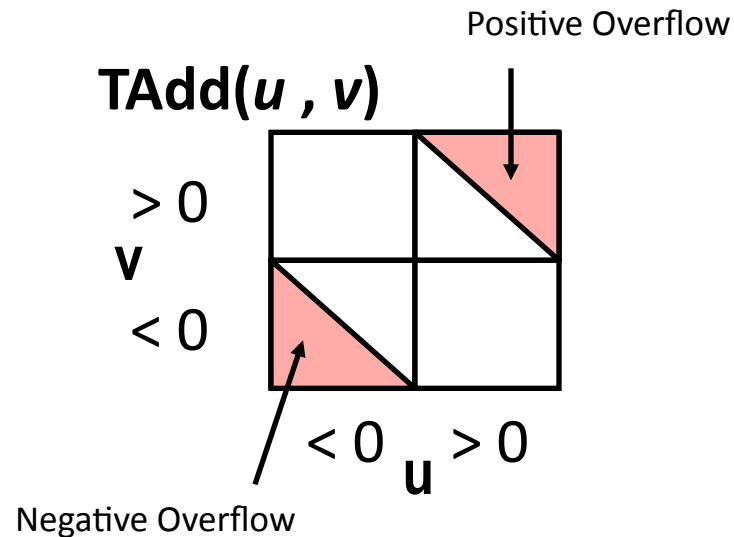 Positive Overflow
TAdd(u , v)
> 0
v
< 0
< 0
u
> 0
Negative Overflow